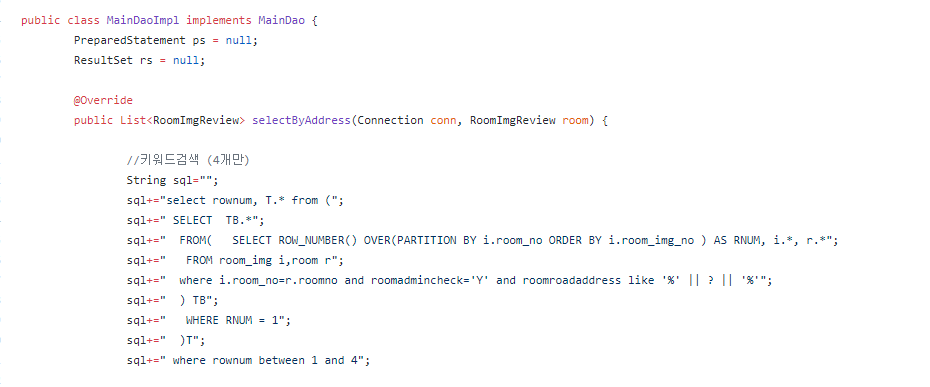 public class MainDaoImpl implements MainDao {
PreparedStatement ps = null;
ResultSet rs = null;
@Override
public List<RoomImgReview> selectByAddress(Connection conn, RoomImgReview room) {
//키워드검색 (4개만)
String sql="";
sql+="select rownum, T.* from (";
sql+=" SELECT  TB.*";
sql+="  FROM(   SELECT ROW_NUMBER() OVER(PARTITION BY i.room_no ORDER BY i.room_img_no ) AS RNUM, i.*, r.*";
sql+="   FROM room_img i,room r";
sql+="  where i.room_no=r.roomno and roomadmincheck='Y' and roomroadaddress like '%' || ? || '%'";
sql+="  ) TB";
sql+="   WHERE RNUM = 1";
sql+="  )T";
sql+=" where rownum between 1 and 4";